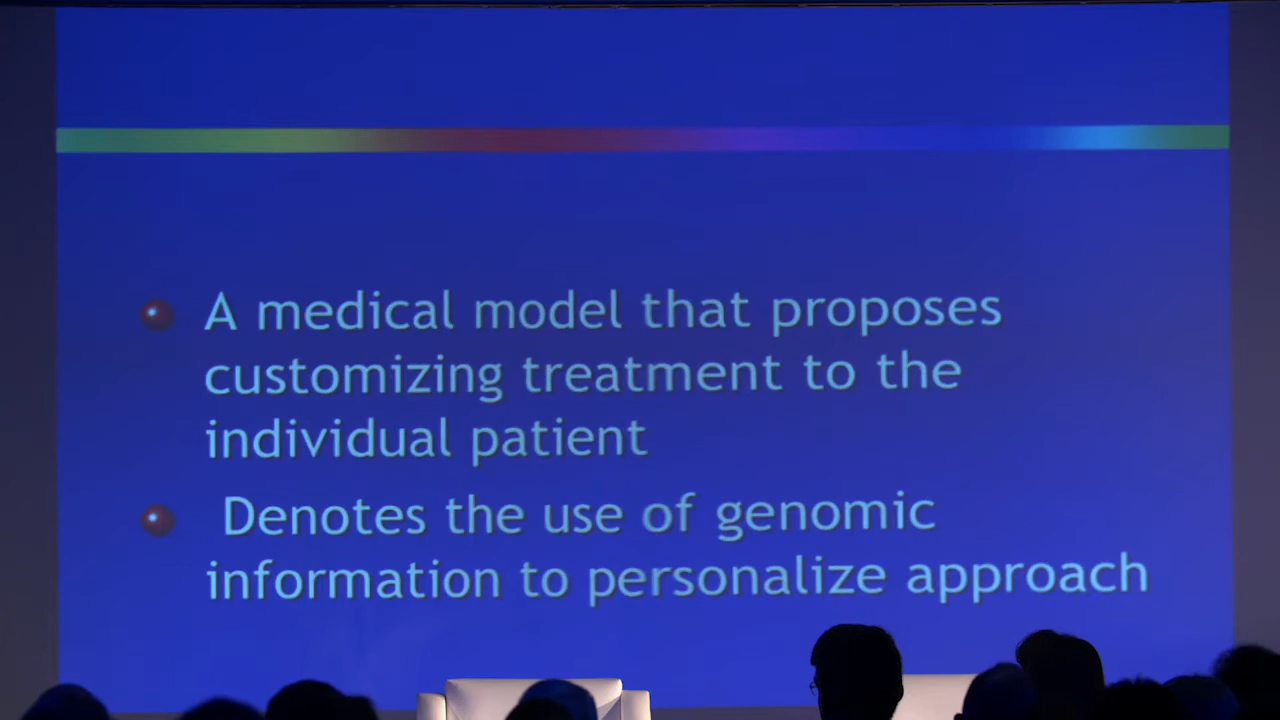 A medical model that proposes
customizing treatment to the
individual patient
Denotes the use of genomic
information to personalize approach